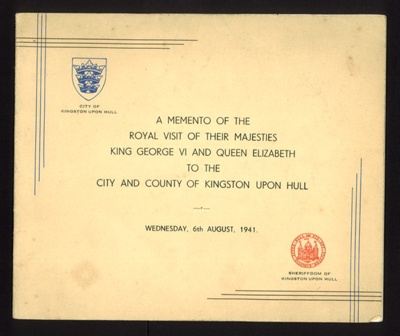 CITY OF
KINGSTON UPON HULL
A MEMENTO OF THE
ROYAL VISIT OF THEIR MAJESTIES
KING GEORGE VI AND QUEEN ELIZABETH
TO THE
CITY AND COUNTY OF KINGSTON UPON HULL
WEDNESDAY, 6th AUGUST, 1941.
SHERIFFDOM OF
KINGSTON UPON HULL